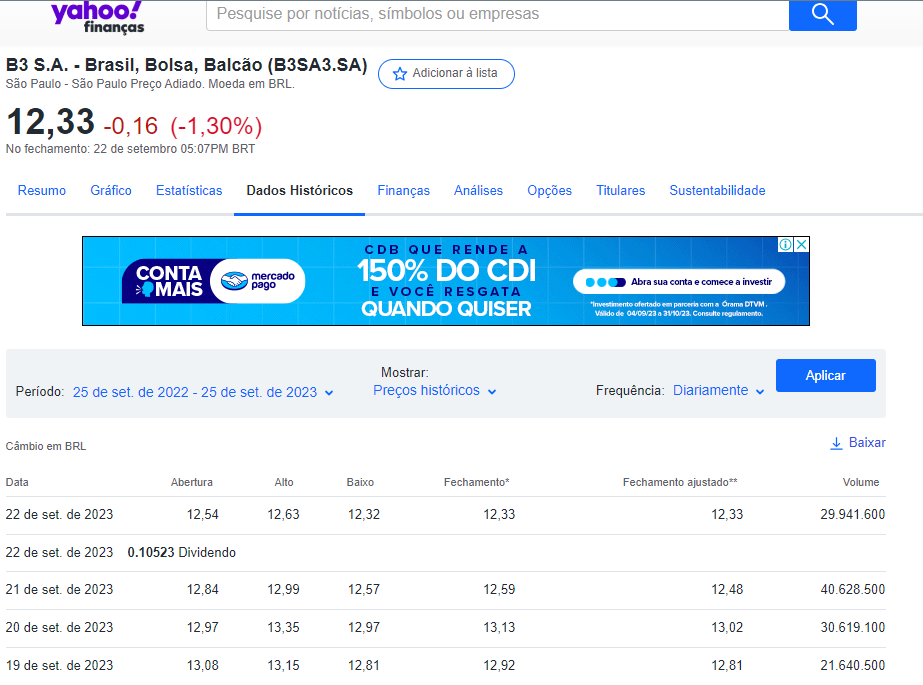 yahoo!
finanças
Pesquise por notícias, símbolos ou empresas
B3 S.A. - Brasil, Bolsa, Balcão (B3SA3.SA)
Adicionar à lista
São Paulo - São Paulo Preço Adiado. Moeda em BRL.
12,33 -0,16 (-1,30%)
No fechamento: 22 de setembro 05:07PM BRT
Resumo Gráfico Estatísticas Dados Históricos Finanças Análises Opções Titulares Sustentabilidade
CONTA
MAIS
mercado
pago
CDB QUE RENDE A
150% DO CDI
E VOCÊ RESGATA
QUANDO QUISER
Abra sua conta e comece a investir
*Investimento ofertado em parceria com a Órama DTVM.
Válido de 04/09/23 a 31/10/23. Consulte regulamento.
Período: 25 de set. de 2022 - 25 de set. de 2023
Mostrar:
Preços históricos
Frequência: Diariamente
Aplicar
Câmbio em BRL
Baixar
Data Abertura Alto Baixo Fechamento* Fechamento ajustado** Volume
22 de set. de 2023 12,54 12,63 12,32 12,33 12,33 29.941.600
22 de set. de 2023 0.10523 Dividendo
21 de set. de 2023 12,84 12,99 12,57 12,59 12,48 40.628.500
20 de set. de 2023 12,97 13,35 12,97 13,13 13,02 30.619.100
19 de set. de 2023 13,08 13,15 12,81 12,92 12,81 21.640.500